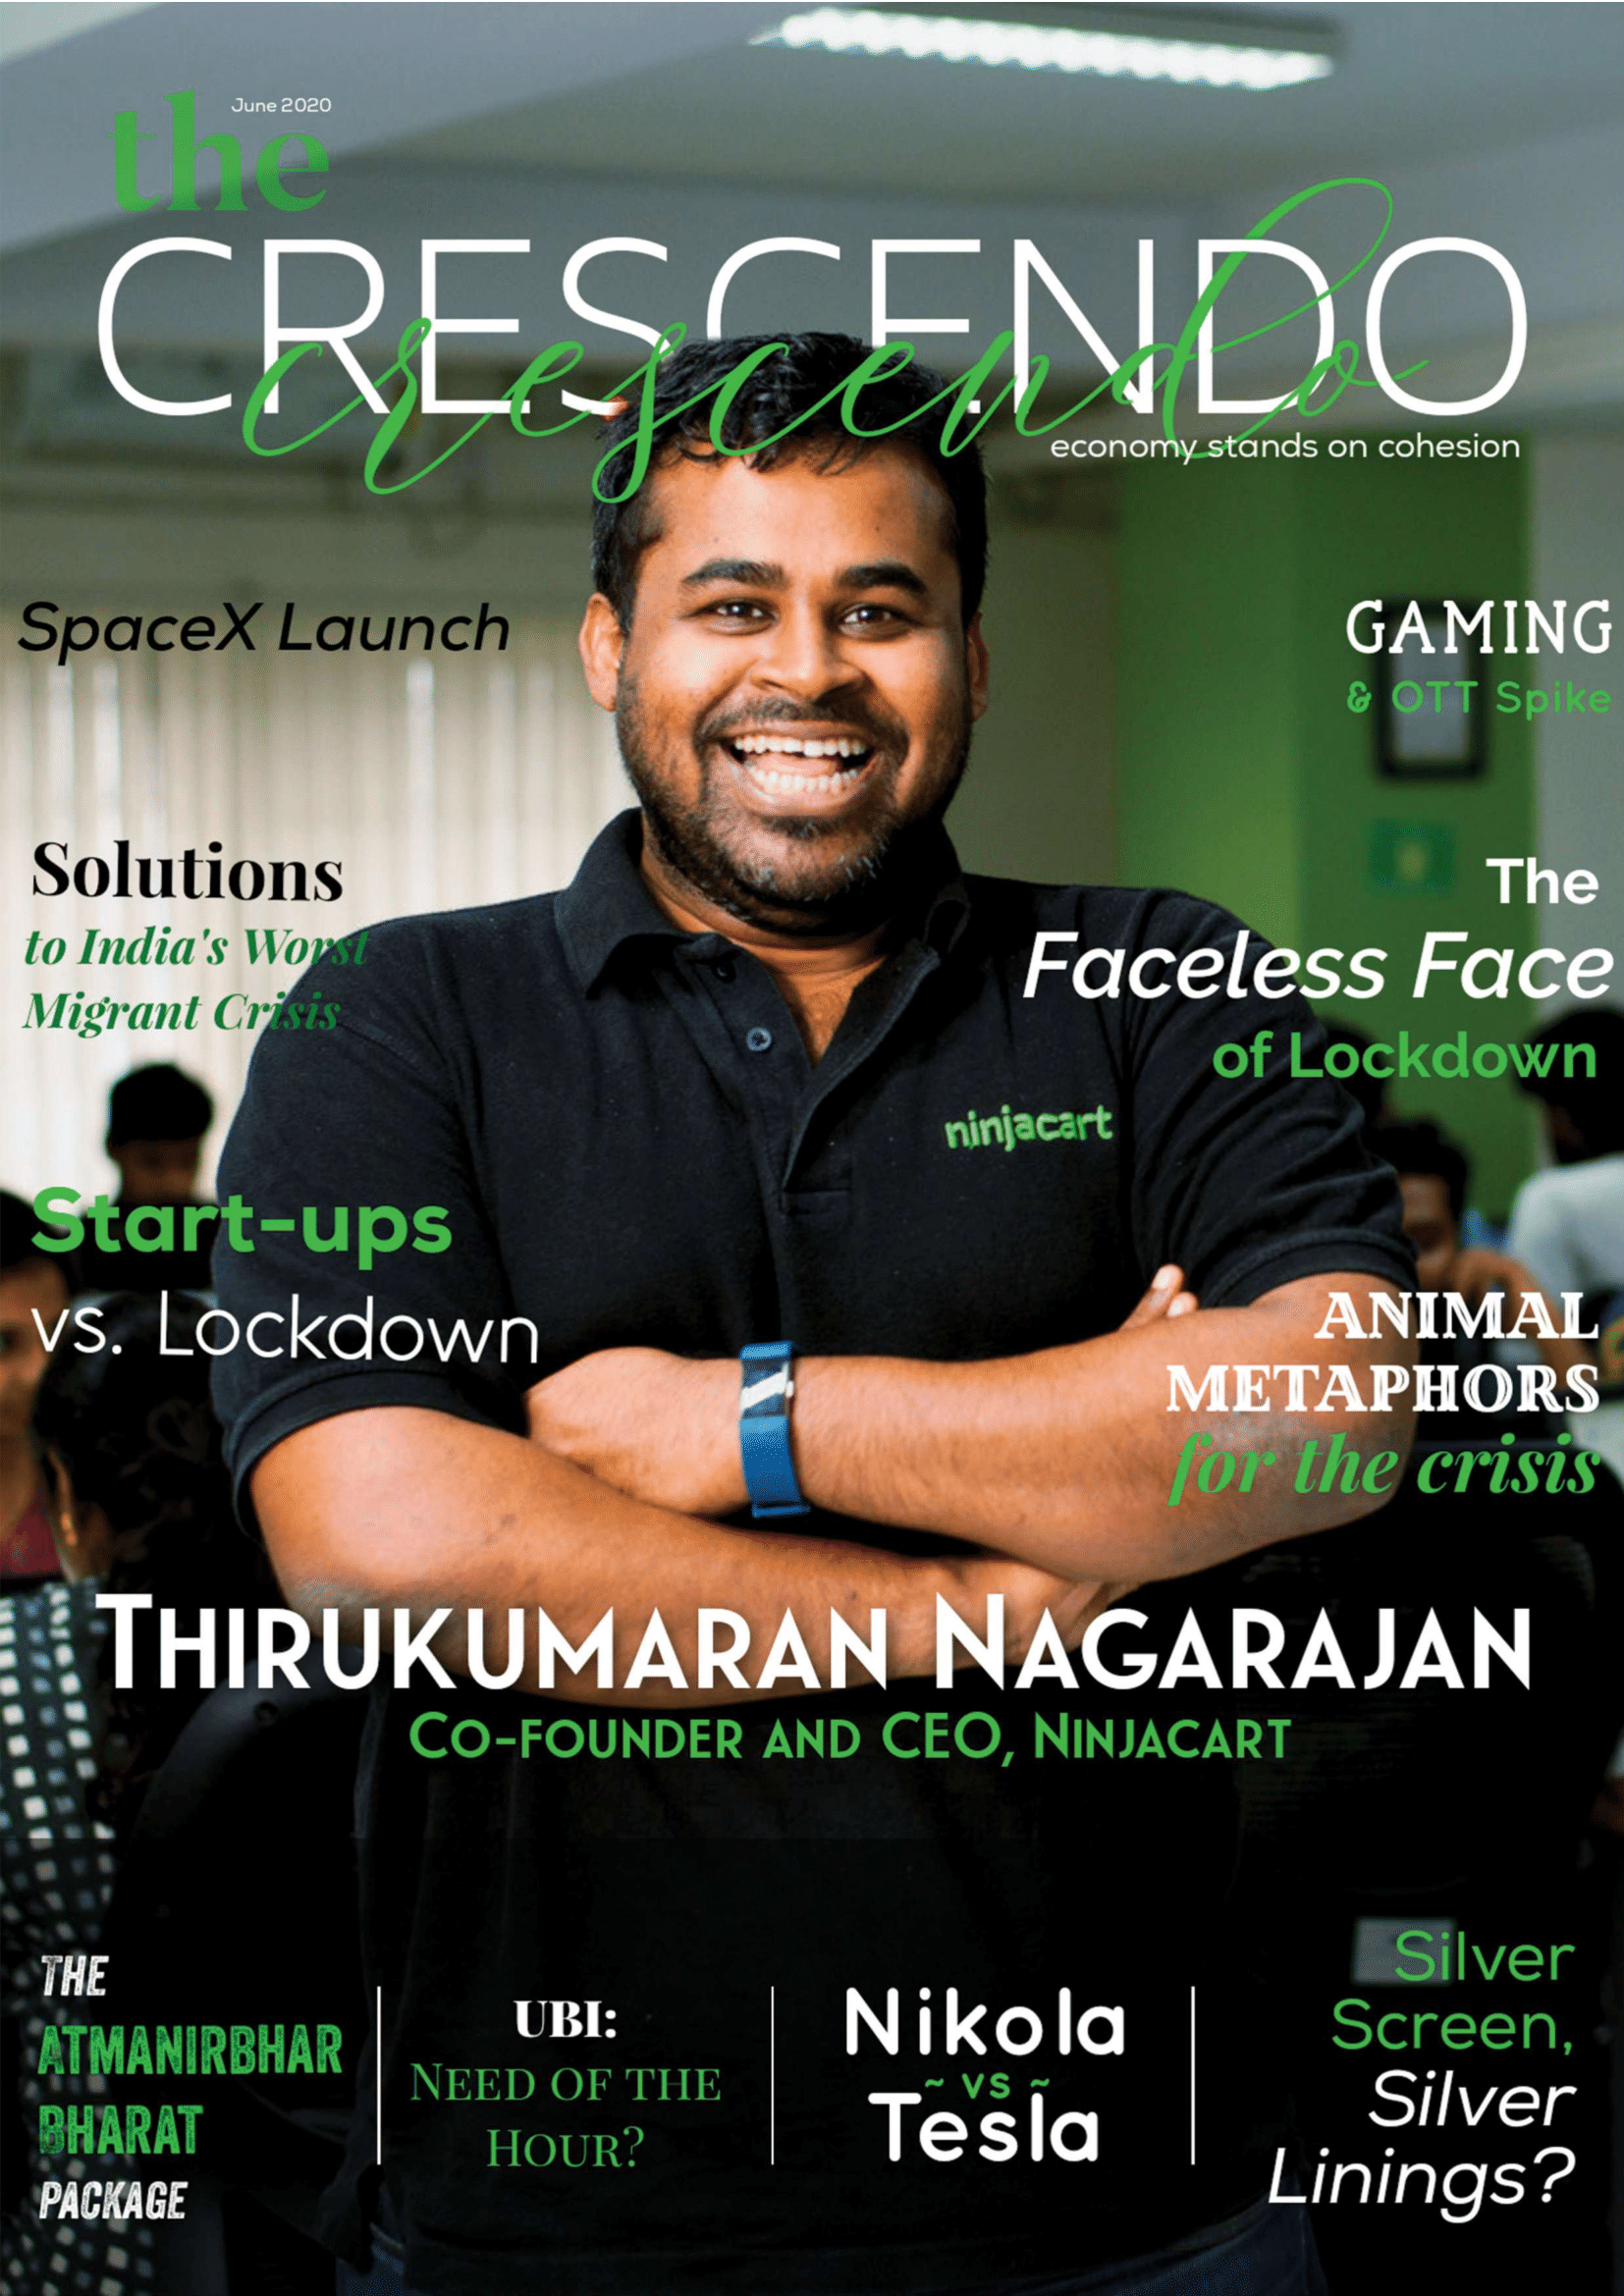 June 2020
the
CRESCENDO
crescendo
economy stands on cohesion
SpaceX Launch
GAMING
& OTT Spike
Solutions
to India's Worst
Migrant Crisis
The
Faceless Face
of Lockdown
ninjacart
Start-ups
vs. Lockdown
ANIMAL
METAPHORS
for the crisis
THIRUKUMARAN NAGARAJAN
CO-FOUNDER AND CEO, NINJACART
THE
ATMANIRBHAR
BHARAT
PACKAGE
UBI:
NEED OF THE
HOUR?
Nikola
~ vs ~
Tesla
Silver
Screen,
Silver
Linings?